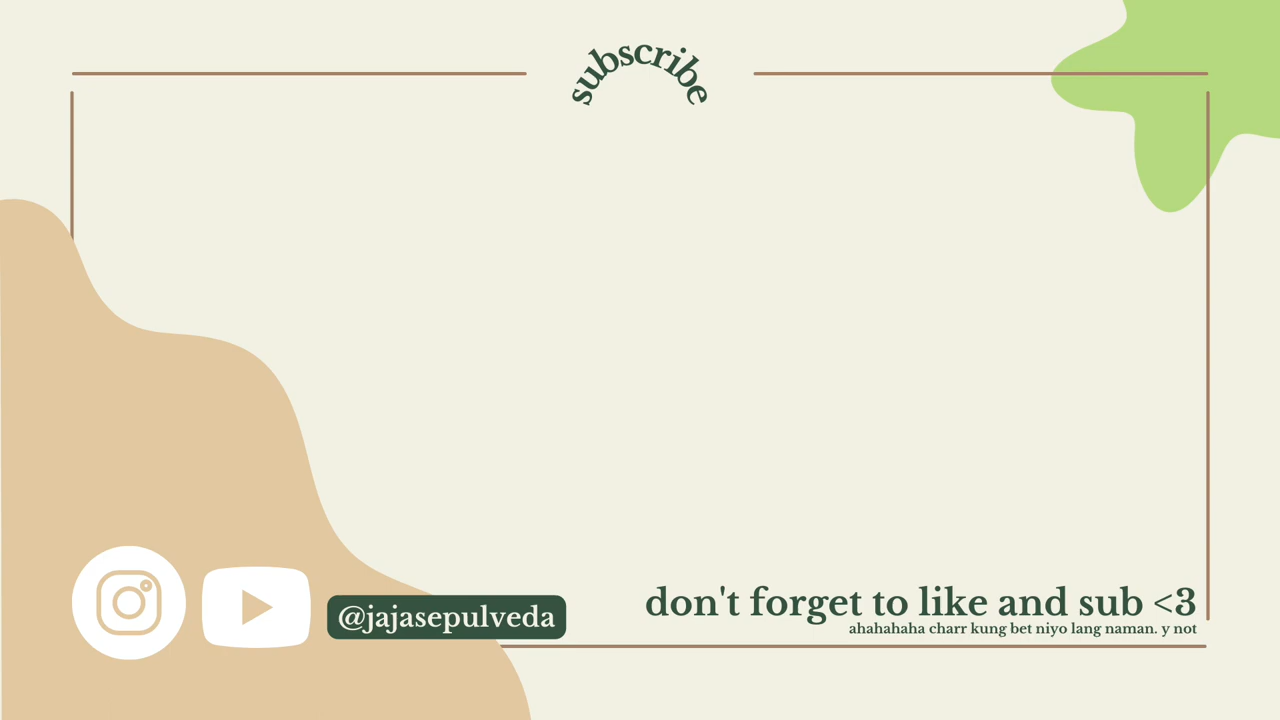 subscribe
@jajasepulveda
don't forget to like and sub <3
ahahahaha charr kung bet niyo lang naman. y not